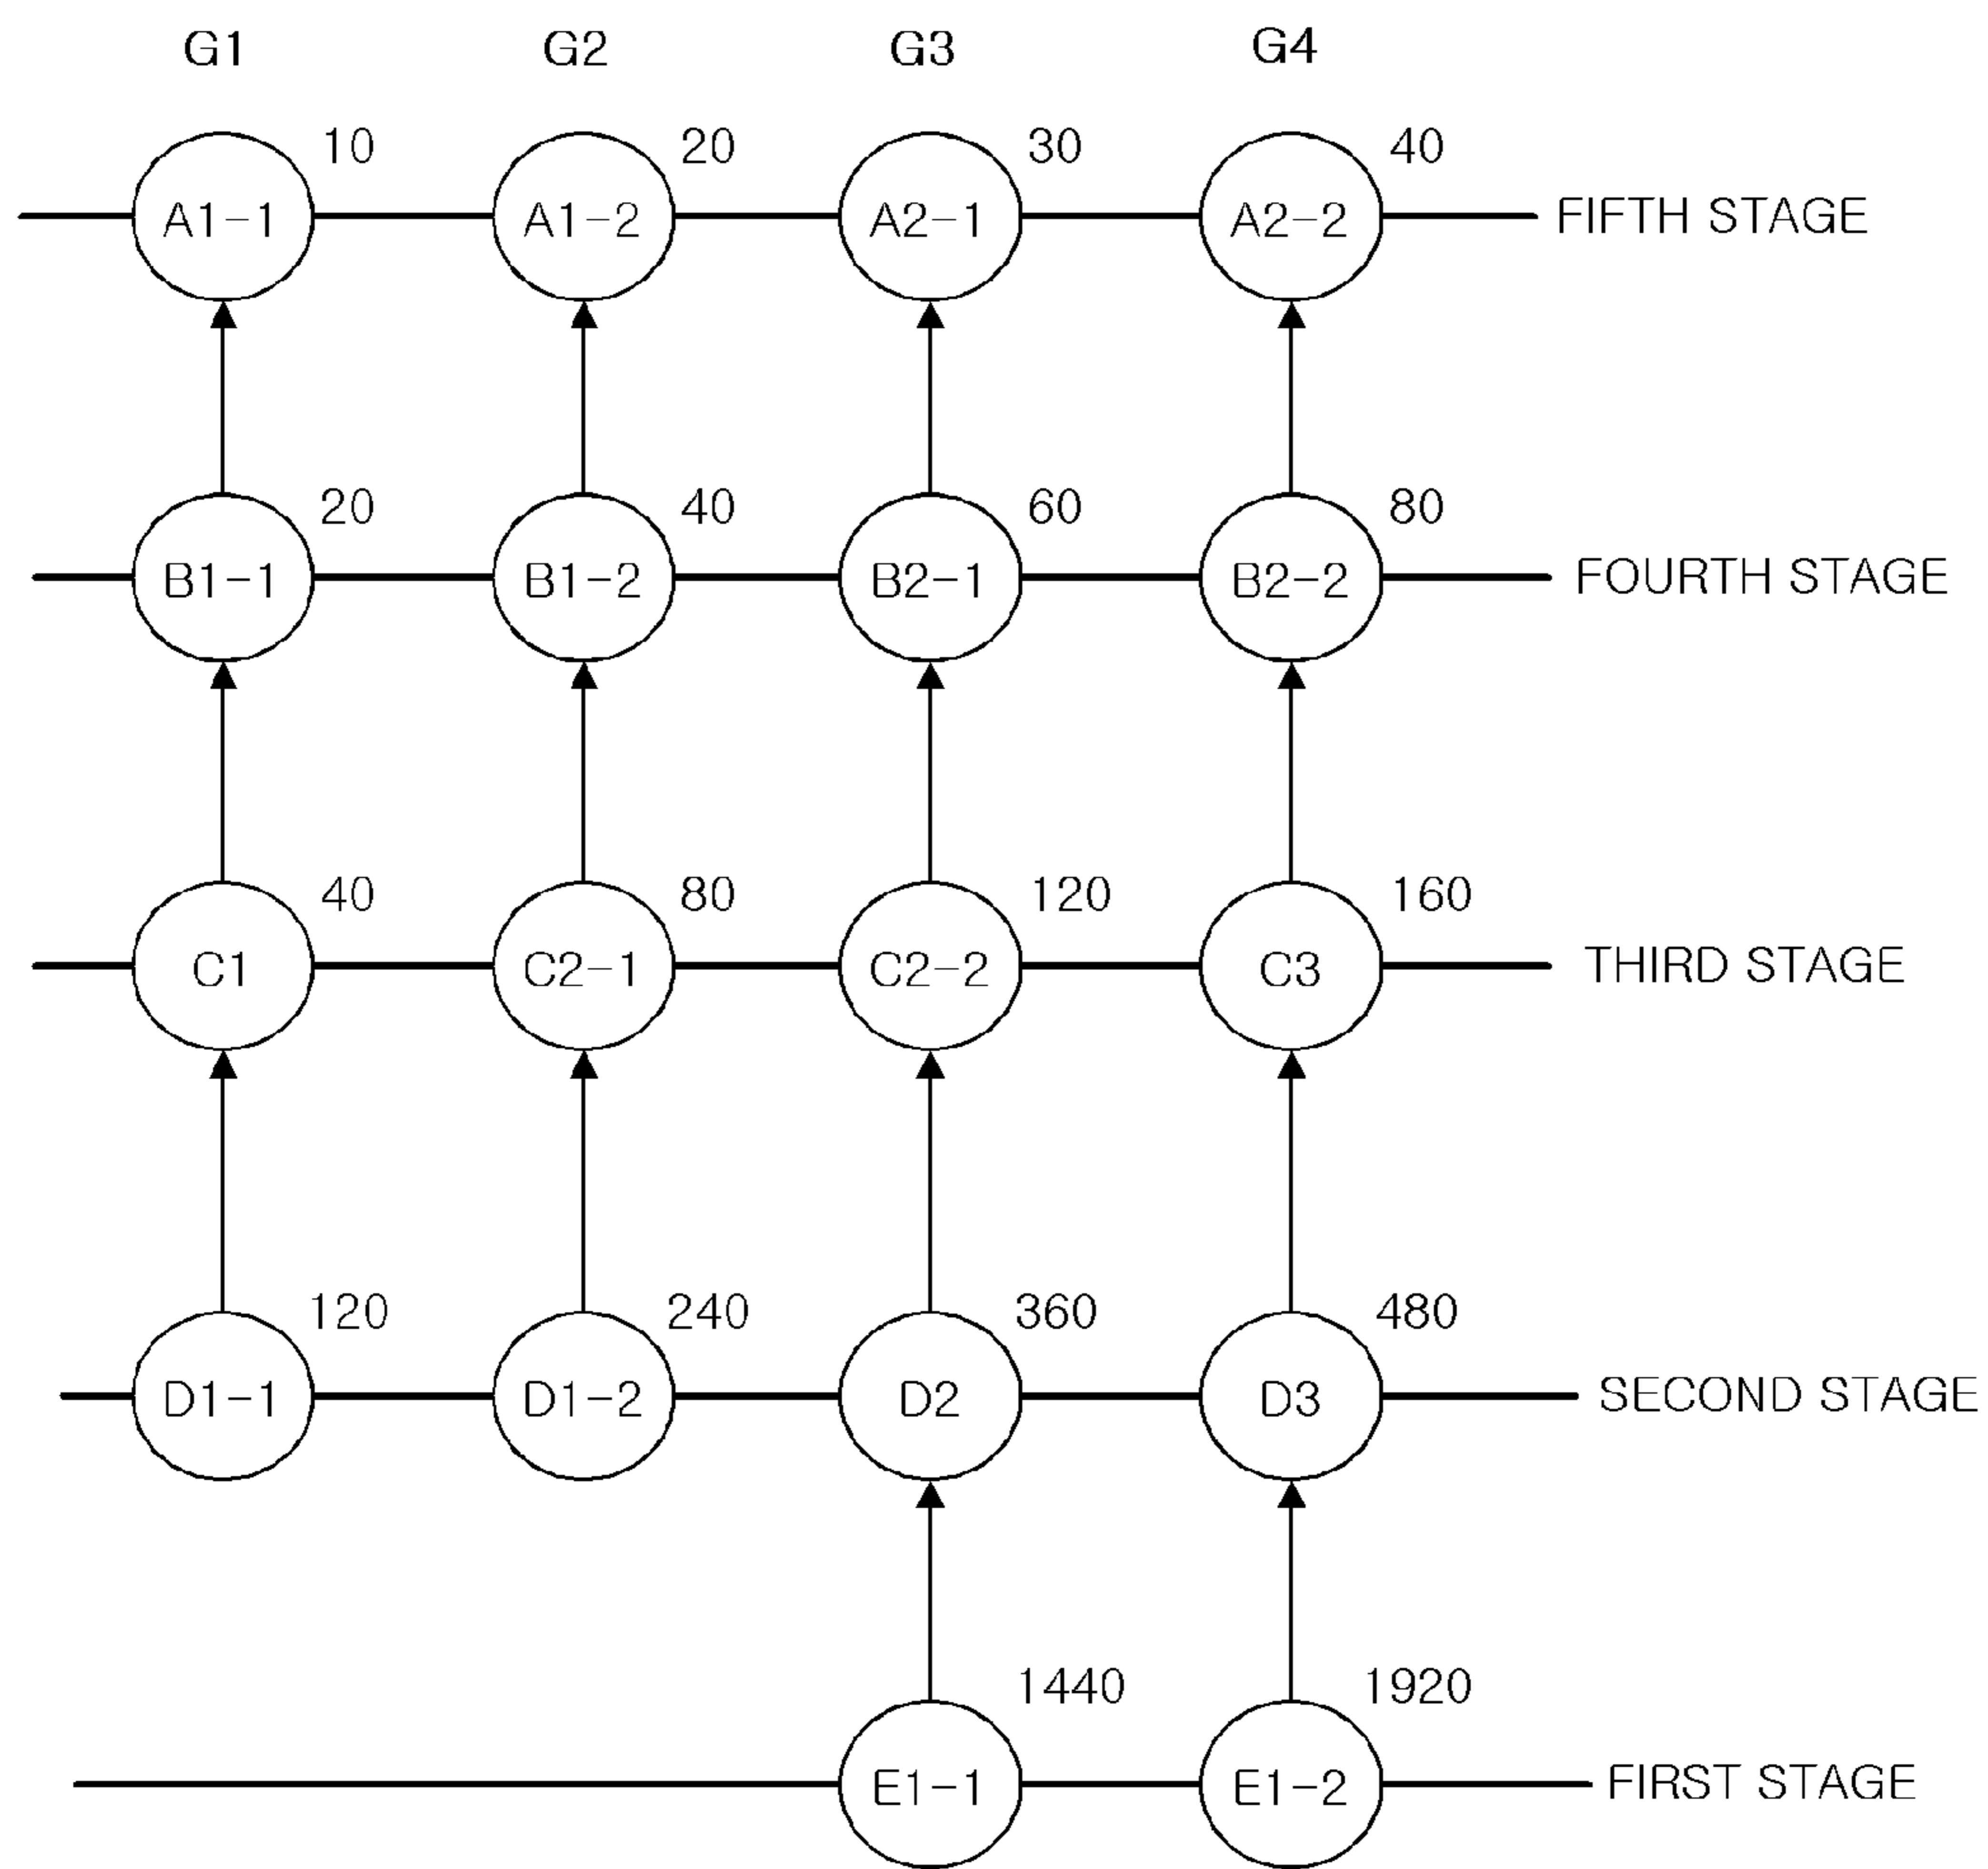 G1 G2 G3 G4
10 20 30 40
A1-1 A1-2 A2-1 A2-2 FIFTH STAGE
20 40 60 80
B1-1 B1-2 B2-1 B2-2 FOURTH STAGE
40 80 120 160
C1 C2-1 C2-2 C3 THIRD STAGE
120 240 360 480
D1-1 D1-2 D2 D3 SECOND STAGE
1440 1920
E1-1 E1-2 FIRST STAGE